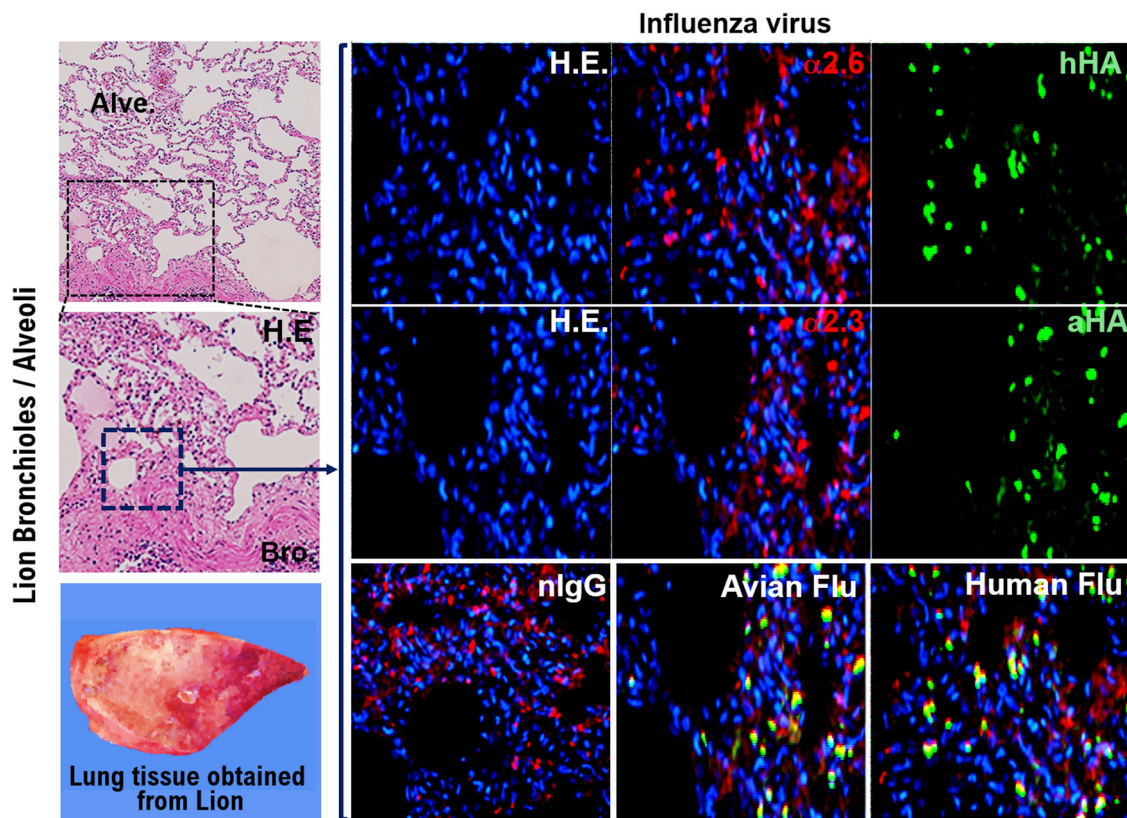 Influenza virus
Lion Bronchioles / Alveoli
Alve.
H.E
Bro.
Lung tissue obtained
from Lion
H.E.
α2.6
hHA
H.E.
α2.3
aHA
nIgG
Avian Flu
Human Flu